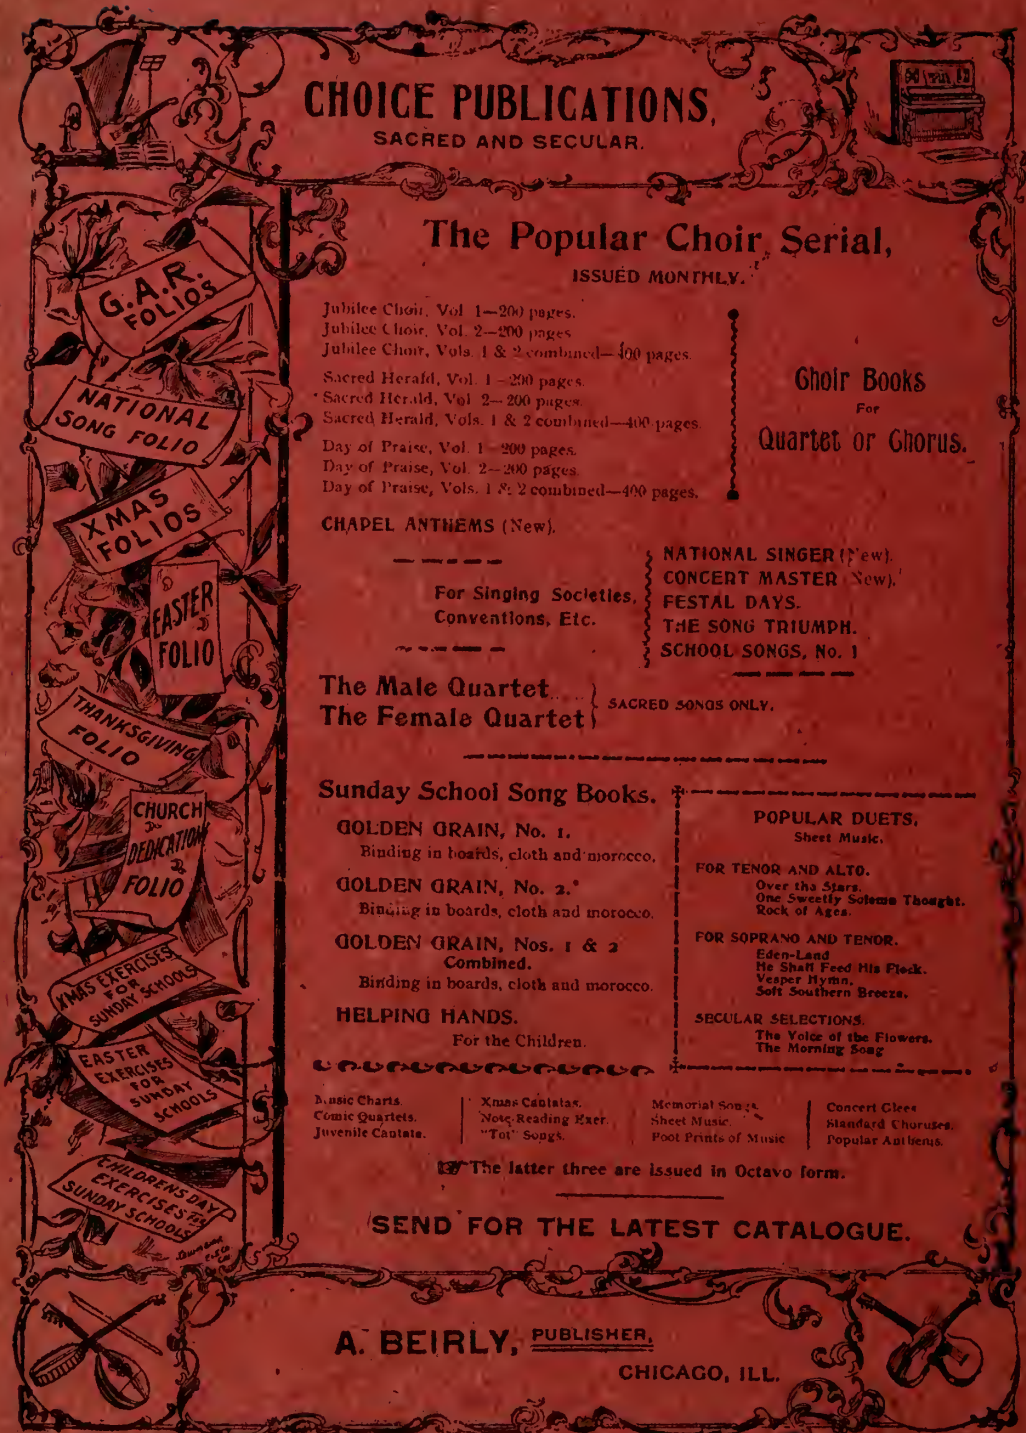 CHOICE PUBLICATIONS,
SACRED AND SECULAR.
G.A.R.
FOLIOS
NATIONAL
SONG FOLIO
XMAS
FOLIOS
EASTER
FOLIO
THANKSGIVING
FOLIO
CHURCH
DEDICATION
FOLIO
XMAS EXERCISES
FOR
SUNDAY SCHOOLS
EASTER
EXERCISES
FOR
SUNDAY
SCHOOLS
CHILDRENS DAY
EXERCISES FOR
SUNDAY SCHOOLS
The Popular Choir Serial,
ISSUED MONTHLY.
Jubilee Choir, Vol. 1—200 pages.
Jubilee Choir, Vol. 2—200 pages
Jubilee Choir, Vols. 1 & 2 combined—400 pages.
Sacred Herald, Vol. 1—200 pages.
Sacred Herald, Vol. 2—200 pages.
Sacred Herald, Vols. 1 & 2 combined—400 pages.
Day of Praise, Vol. 1—200 pages.
Day of Praise, Vol. 2—200 pages.
Day of Praise, Vols. 1 & 2 combined—400 pages.
Choir Books
For
Quartet or Chorus.
CHAPEL ANTHEMS (New).
For Singing Societies,
Conventions, Etc.
NATIONAL SINGER (New).
CONCERT MASTER (New).
FESTAL DAYS.
THE SONG TRIUMPH.
SCHOOL SONGS, No. 1
The Male Quartet
The Female Quartet
SACRED SONGS ONLY.
Sunday School Song Books.
GOLDEN GRAIN, No. 1.
Binding in boards, cloth and morocco.
GOLDEN GRAIN, No. 2.
Binding in boards, cloth and morocco.
GOLDEN GRAIN, Nos. 1 & 2
Combined.
Binding in boards, cloth and morocco.
HELPING HANDS.
For the Children.
POPULAR DUETS,
Sheet Music.
FOR TENOR AND ALTO.
Over the Stars.
One Sweetly Solemn Thought.
Rock of Ages.
FOR SOPRANO AND TENOR.
Eden-Land
He Shall Feed His Flock.
Vesper Hymn.
Soft Southern Breeze.
SECULAR SELECTIONS.
The Voice of the Flowers.
The Morning Song
Music Charts.
Comic Quartets.
Juvenile Cantata.
Xmas Cantatas.
Note-Reading Exer.
"Tot" Songs.
Memorial Songs.
Sheet Music.
Foot Prints of Music
Concert Glees
Standard Choruses.
Popular Anthems.
☞ The latter three are issued in Octavo form.
SEND FOR THE LATEST CATALOGUE.
A. BEIRLY, PUBLISHER,
CHICAGO, ILL.